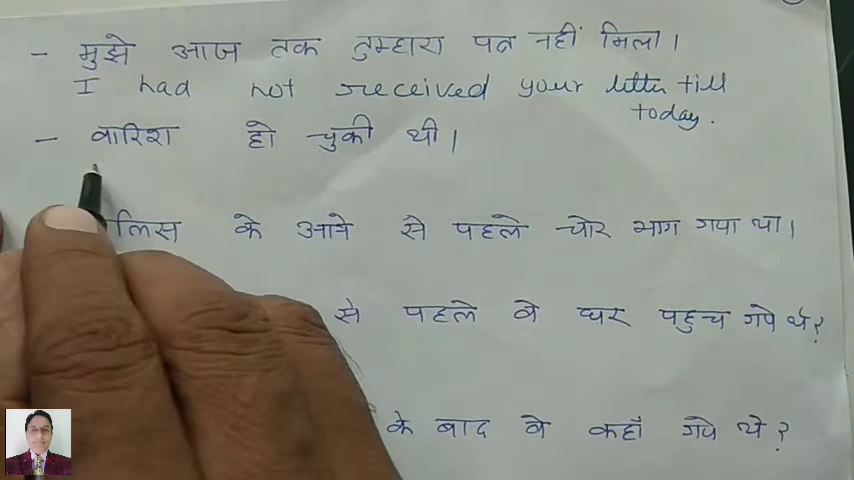 - मुझे आज तक तुम्हारा पत्र नहीं मिला।
I had not received your letter till
today.
- बारिश हो चुकी थी।
लिस के आने से पहले चोर भाग गया था।
से पहले वे घर पहुच गये थे?
के बाद वे कहाँ गये थे?